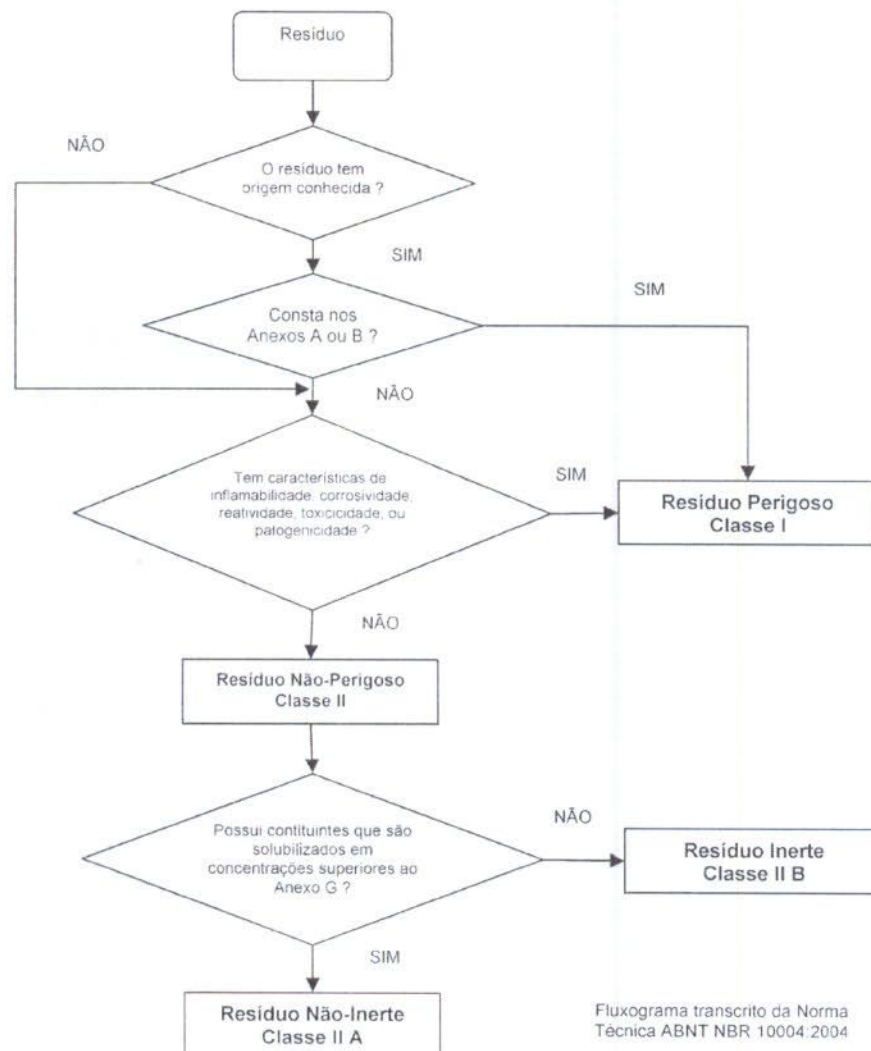 Resíduo
NÃO
O resíduo tem
origem conhecida ?
SIM
SIM
Consta nos
Anexos A ou B ?
NÃO
Tem características de
inflamabilidade, corrosividade,
reatividade, toxicicidade, ou
patogenicidade ?
SIM
Resíduo Perigoso
Classe I
NÃO
Resíduo Não-Perigoso
Classe II
Possui contituintes que são
solubilizados em
concentrações superiores ao
Anexo G ?
NÃO
Resíduo Inerte
Classe II B
SIM
Resíduo Não-Inerte
Classe II A
Fluxograma transcrito da Norma
Técnica ABNT NBR 10004:2004